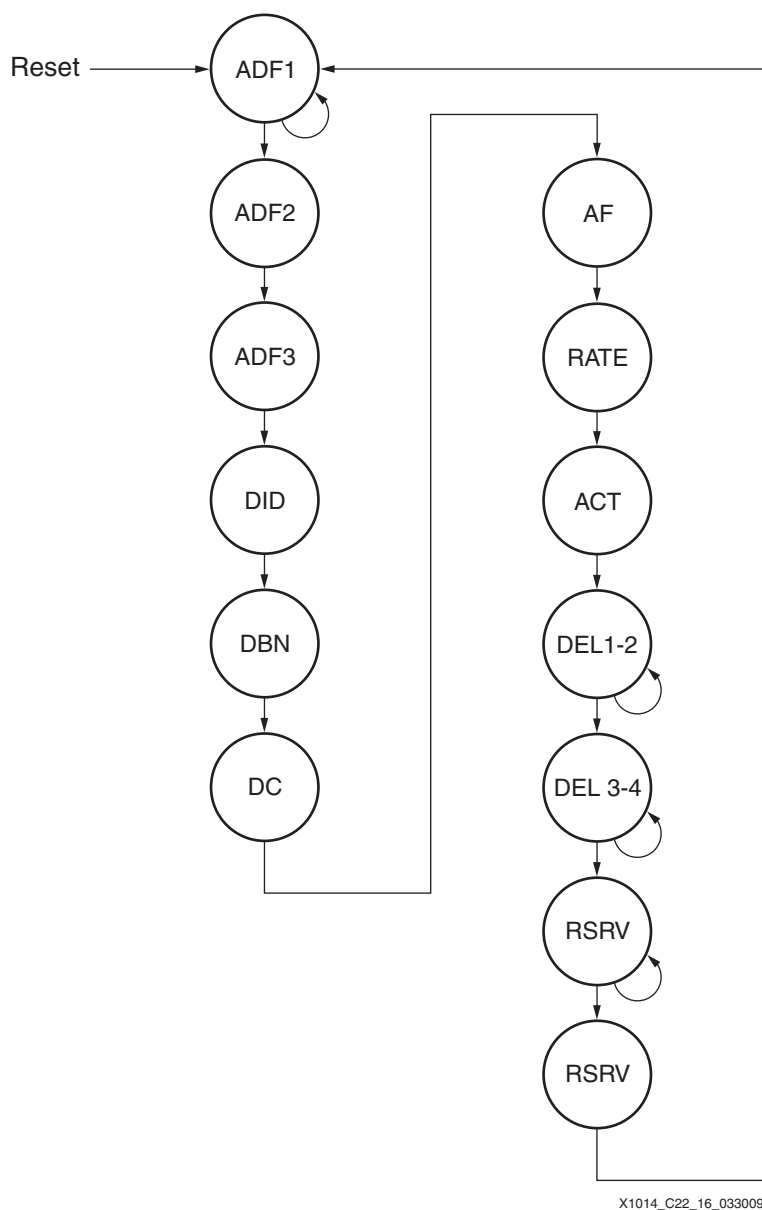 Reset
ADF1
ADF2
ADF3
DID
DBN
DC
AF
RATE
ACT
DEL1-2
DEL 3-4
RSRV
RSRV
X1014_C22_16_033009